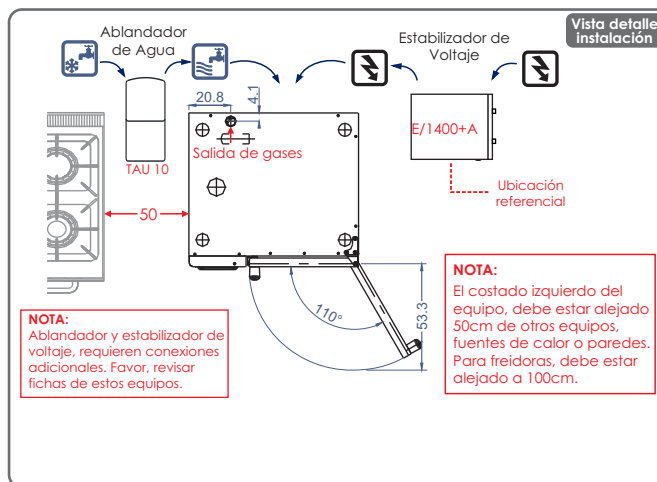 Vista detalle
instalación
Ablandador
de Agua
Estabilizador de
Voltaje
20.8
4.1
E/1400+A
Salida de gases
TAU 10
Ubicación
referencial
50
110°
53.3
NOTA:
Ablandador y estabilizador de
voltaje, requieren conexiones
adicionales. Favor, revisar
fichas de estos equipos.
NOTA:
El costado izquierdo del
equipo, debe estar alejado
50cm de otros equipos,
fuentes de calor o paredes.
Para freidoras, debe estar
alejado a 100cm.